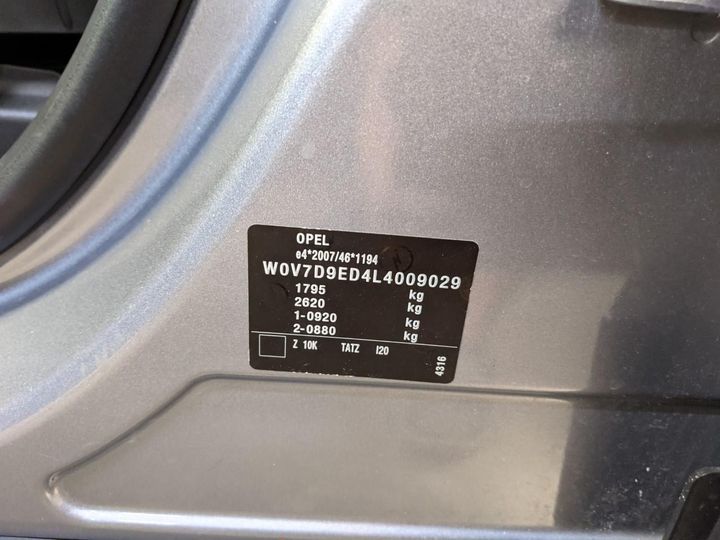 OPEL
e4*2007/46*1194
W0V7D9ED4L4009029
1795 kg
2620 kg
1-0920 kg
2-0880 kg
Z 10K TATZ I20
4316